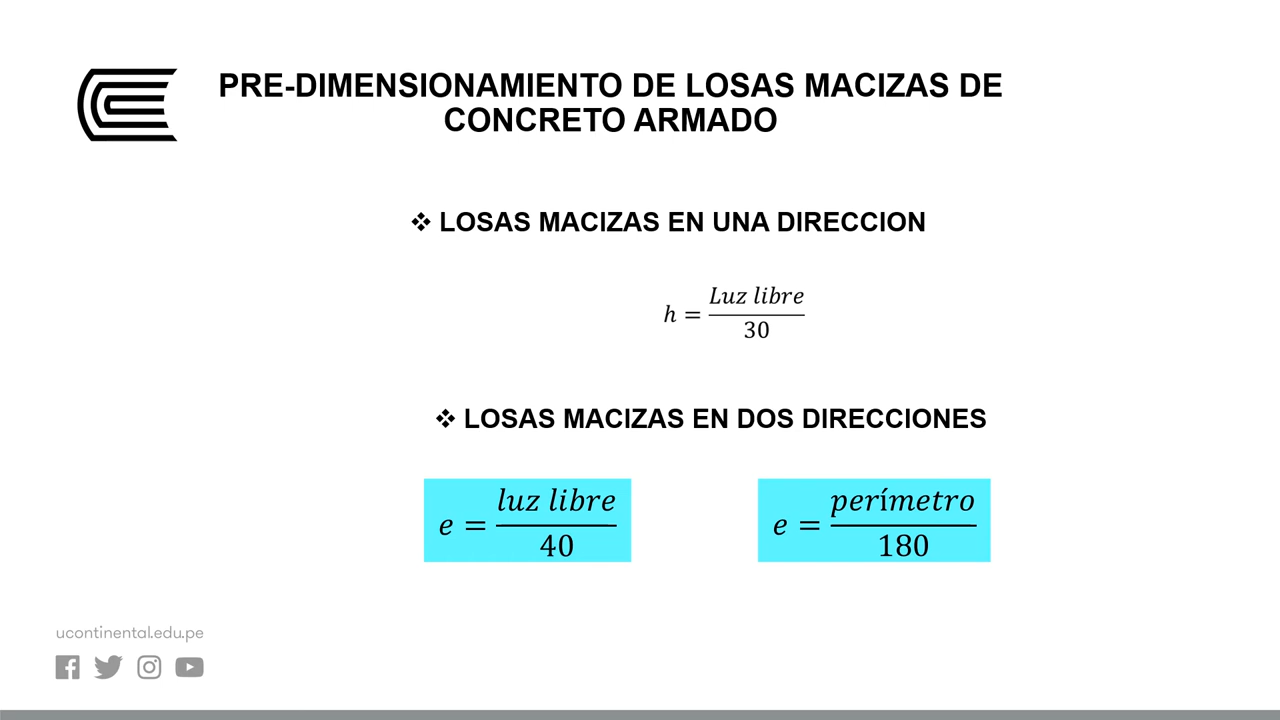 PRE-DIMENSIONAMIENTO DE LOSAS MACIZAS DE
CONCRETO ARMADO
❖ LOSAS MACIZAS EN UNA DIRECCION
h = Luz libre / 30
❖ LOSAS MACIZAS EN DOS DIRECCIONES
e = luz libre / 40
e = perímetro / 180
ucontinental.edu.pe